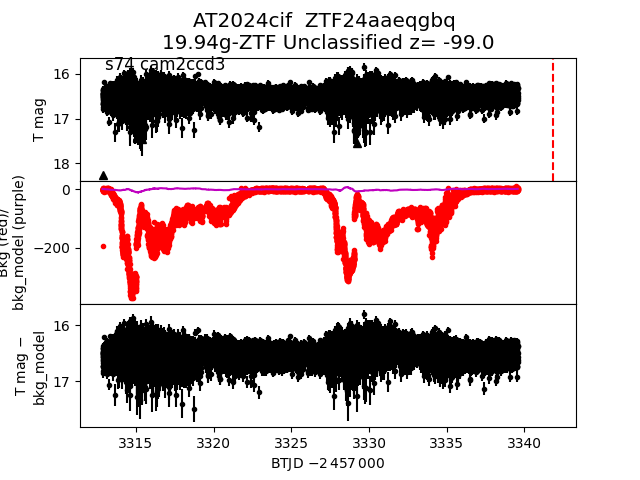 AT2024cif  ZTF24aaeqgbq
19.94g-ZTF Unclassified z= -99.0
s74 cam2ccd3
16
17
18
T mag
0
−200
Bkg (red)/
bkg_model (purple)
16
17
T mag −
bkg_model
3315
3320
3325
3330
3335
3340
BTJD −2 457 000